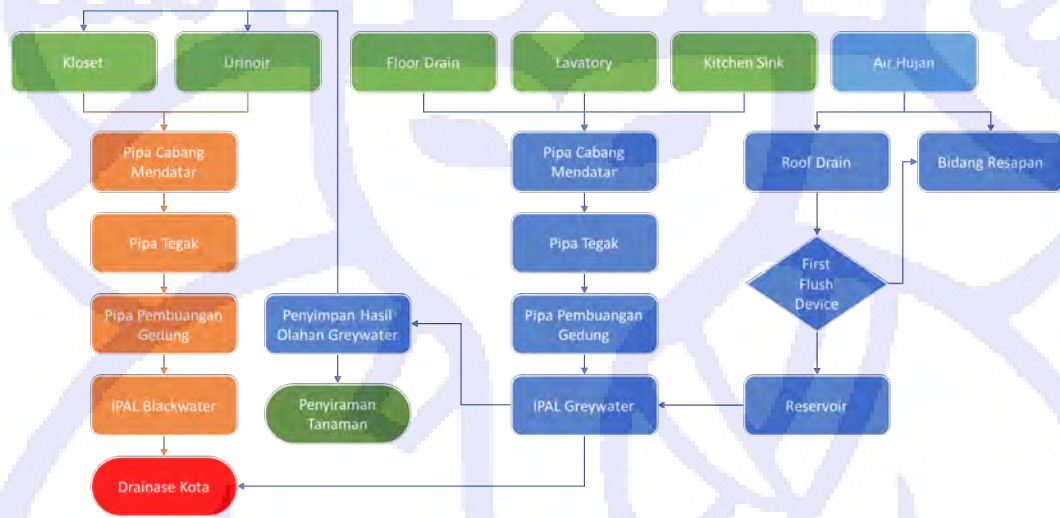 Kloset
Urinoir
Floor Drain
Lavatory
Kitchen Sink
Air Hujan
Pipa Cabang
Mendatar
Pipa Cabang
Mendatar
Roof Drain
Bidang Resapan
Pipa Tegak
Pipa Tegak
First
Flush
Device
Pipa Pembuangan
Gedung
Penyimpan Hasil
Olahan Greywater
Pipa Pembuangan
Gedung
IPAL Blackwater
Penyiraman
Tanaman
IPAL Greywater
Reservoir
Drainase Kota